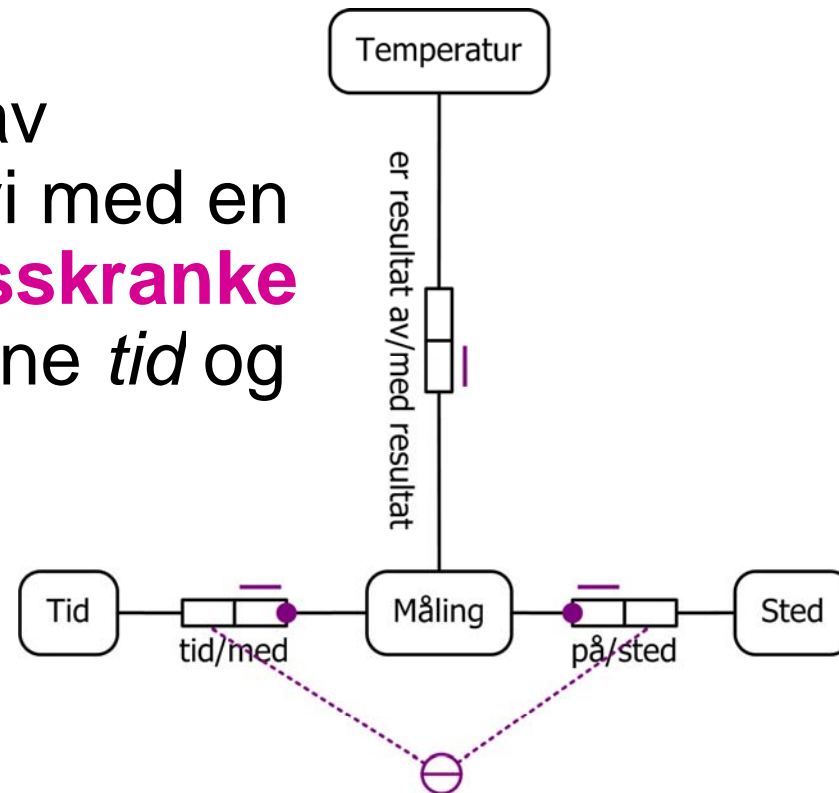 Temperatur
av
vi med en
sskranke
ne tid og
er resultat av/med resultat
Tid
Måling
Sted
tid/med
på/sted